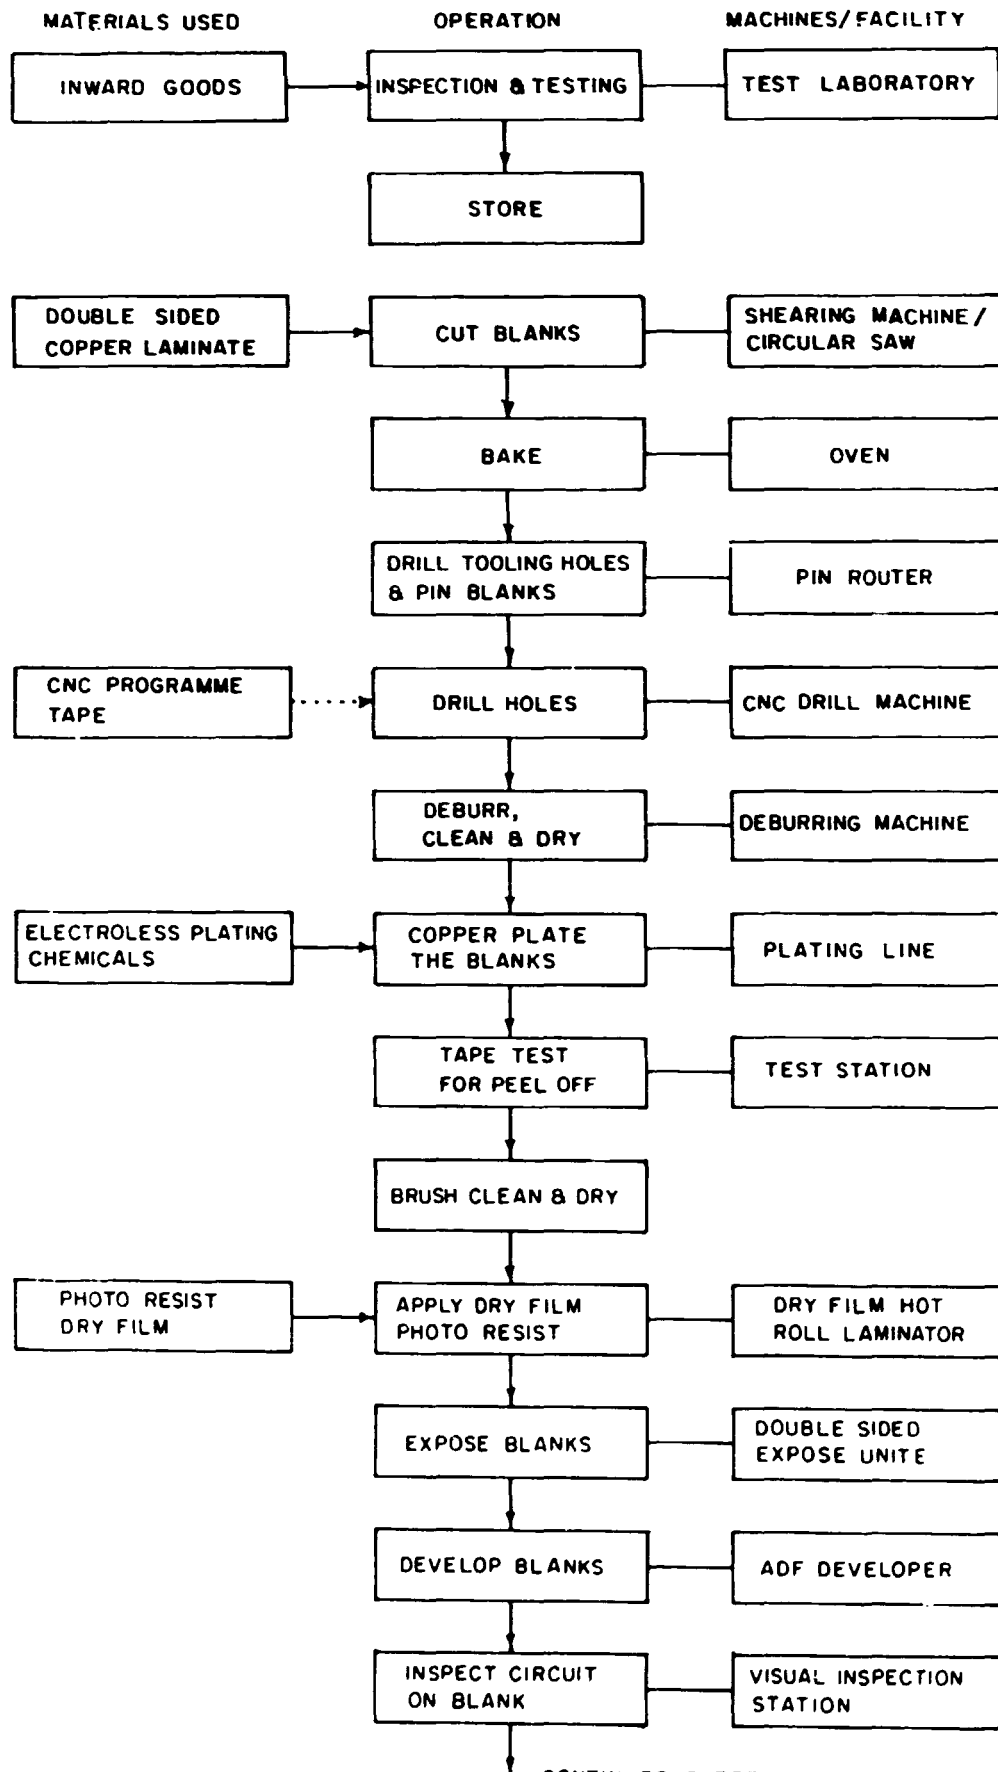 MATERIALS USED
OPERATION
MACHINES/FACILITY
INWARD GOODS
INSPECTION & TESTING
TEST LABORATORY
STORE
DOUBLE SIDED
COPPER LAMINATE
CUT BLANKS
SHEARING MACHINE/
CIRCULAR SAW
BAKE
OVEN
DRILL TOOLING HOLES
& PIN BLANKS
PIN ROUTER
CNC PROGRAMME
TAPE
DRILL HOLES
CNC DRILL MACHINE
DEBURR,
CLEAN & DRY
DEBURRING MACHINE
ELECTROLESS PLATING
CHEMICALS
COPPER PLATE
THE BLANKS
PLATING LINE
TAPE TEST
FOR PEEL OFF
TEST STATION
BRUSH CLEAN & DRY
PHOTO RESIST
DRY FILM
APPLY DRY FILM
PHOTO RESIST
DRY FILM HOT
ROLL LAMINATOR
EXPOSE BLANKS
DOUBLE SIDED
EXPOSE UNITE
DEVELOP BLANKS
ADF DEVELOPER
INSPECT CIRCUIT
ON BLANK
VISUAL INSPECTION
STATION